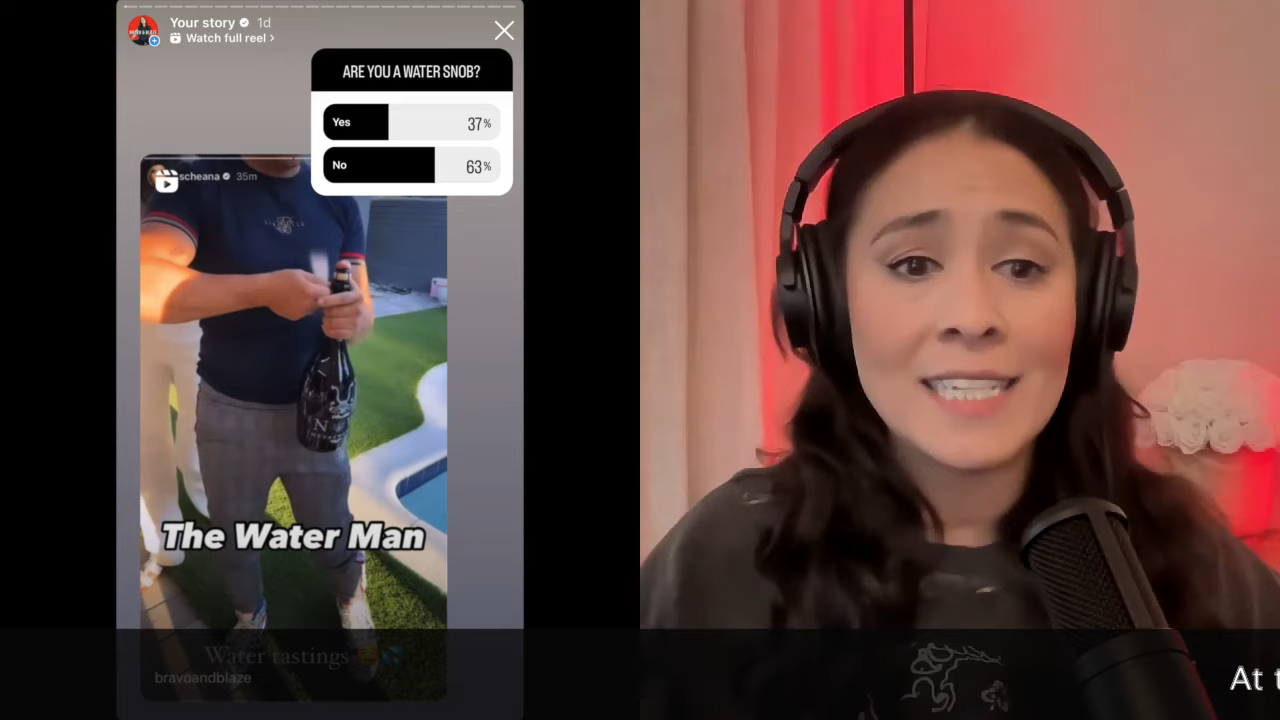 Your story 1d
Watch full reel >
ARE YOU A WATER SNOB?
Yes 37%
No 63%
scheana 35m
N
The Water Man
Water tastings
bravoandblaze
At t